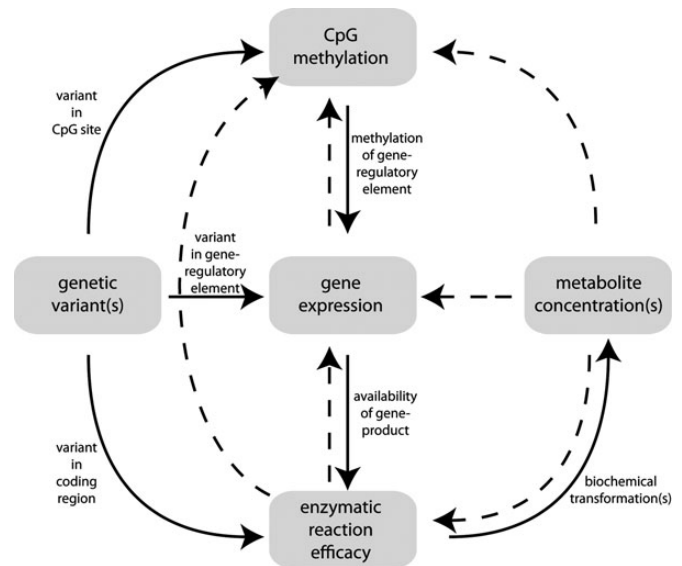 CpG
methylation
variant
in
CpG site
methylation
of gene-
regulatory
element
variant
in gene-
regulatory
element
genetic
variant(s)
gene
expression
metabolite
concentration(s)
availability
of gene-
product
variant
in
coding
region
biochemical
transformation(s)
enzymatic
reaction
efficacy